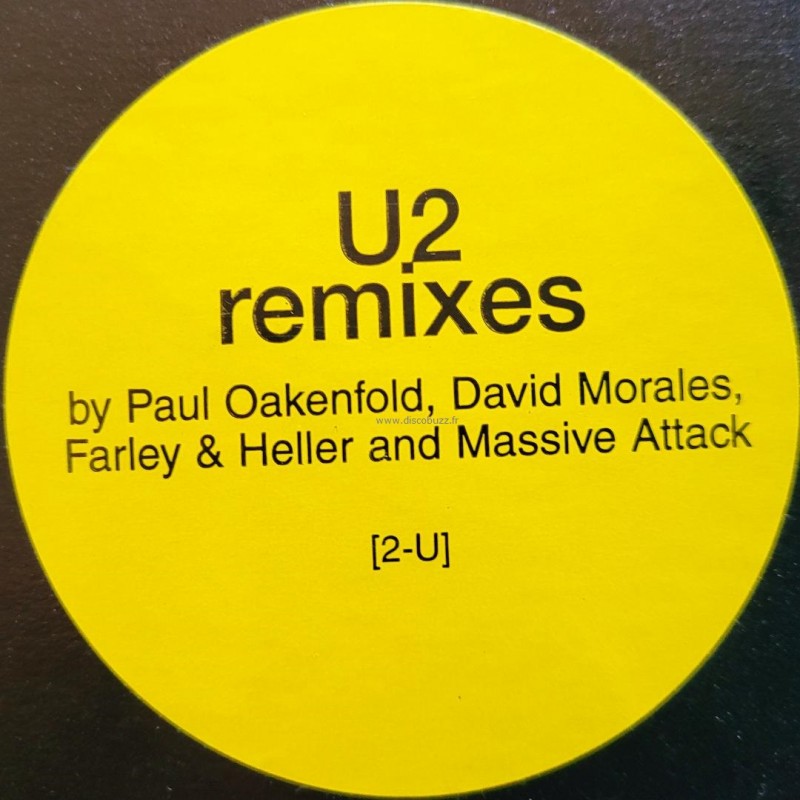 U2
remixes
by Paul Oakenfold, David Morales,
www.discobuzz.fr
Farley & Heller and Massive Attack
[2-U]